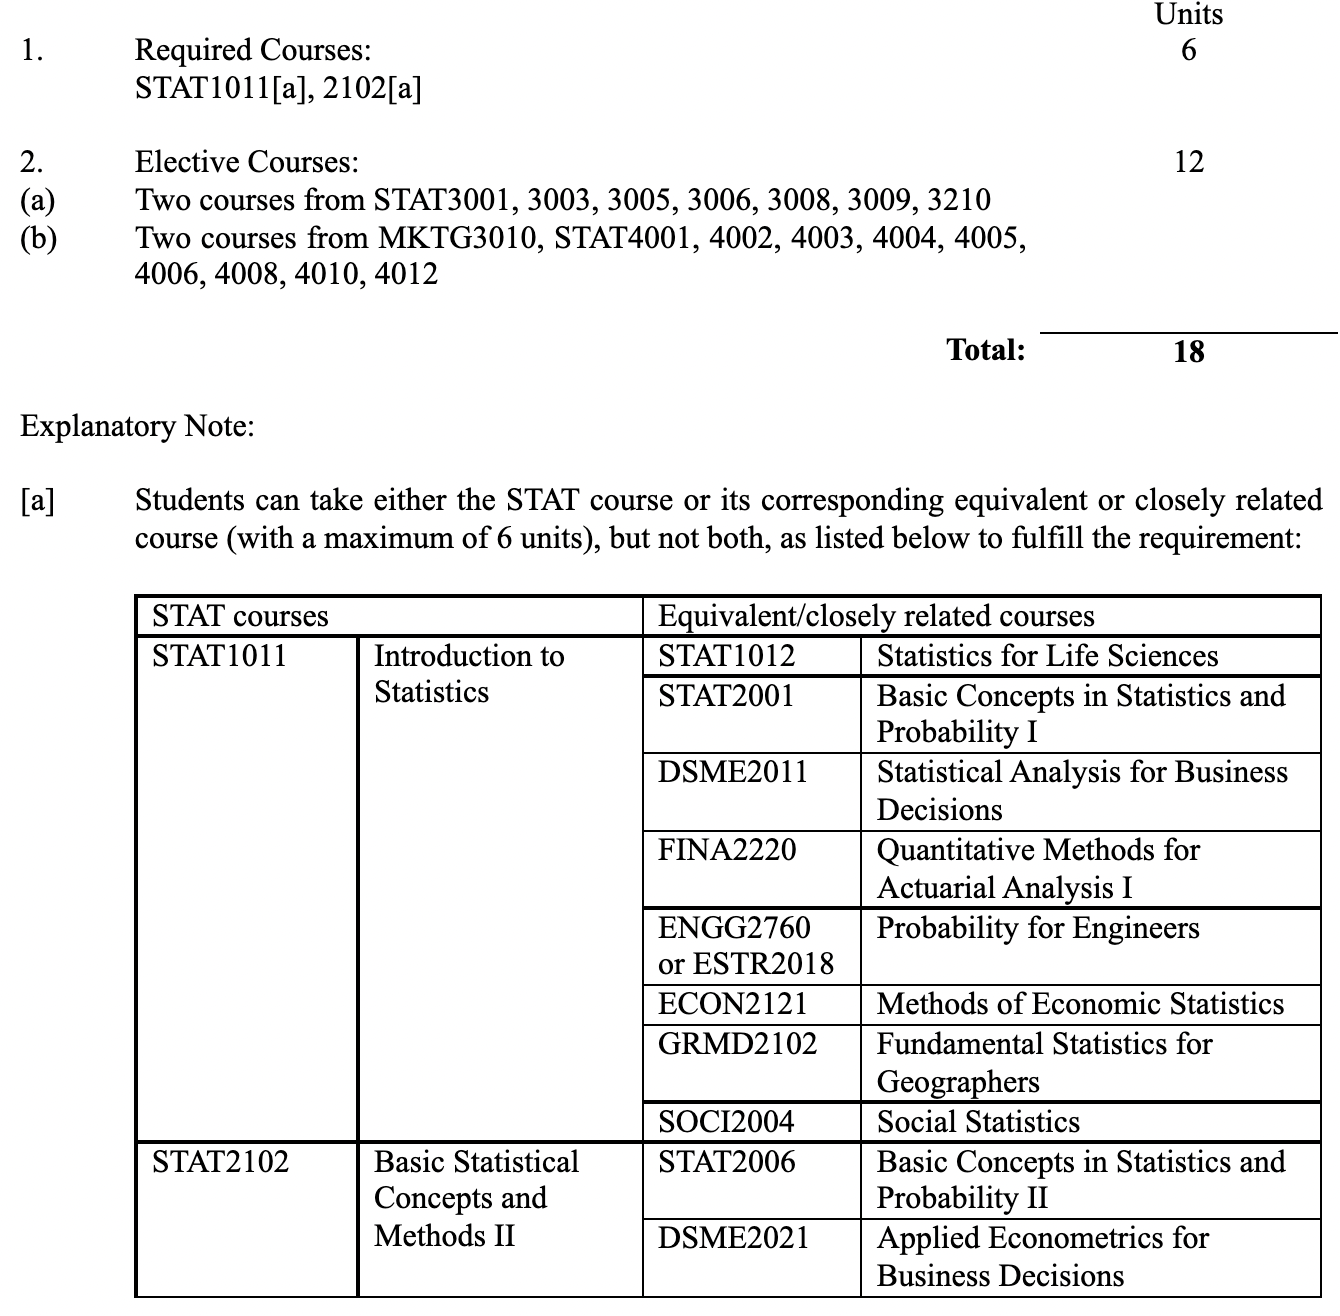 Units
1. Required Courses: 6
STAT1011[a], 2102[a]
2. Elective Courses: 12
(a) Two courses from STAT3001, 3003, 3005, 3006, 3008, 3009, 3210
(b) Two courses from MKTG3010, STAT4001, 4002, 4003, 4004, 4005,
4006, 4008, 4010, 4012
Total: 18
Explanatory Note:
[a] Students can take either the STAT course or its corresponding equivalent or closely related
course (with a maximum of 6 units), but not both, as listed below to fulfill the requirement:
STAT courses Equivalent/closely related courses
STAT1011 Introduction to STAT1012 Statistics for Life Sciences
Statistics STAT2001 Basic Concepts in Statistics and
Probability I
DSME2011 Statistical Analysis for Business
Decisions
FINA2220 Quantitative Methods for
Actuarial Analysis I
ENGG2760 Probability for Engineers
or ESTR2018
ECON2121 Methods of Economic Statistics
GRMD2102 Fundamental Statistics for
Geographers
SOCI2004 Social Statistics
STAT2102 Basic Statistical STAT2006 Basic Concepts in Statistics and
Concepts and Probability II
Methods II DSME2021 Applied Econometrics for
Business Decisions